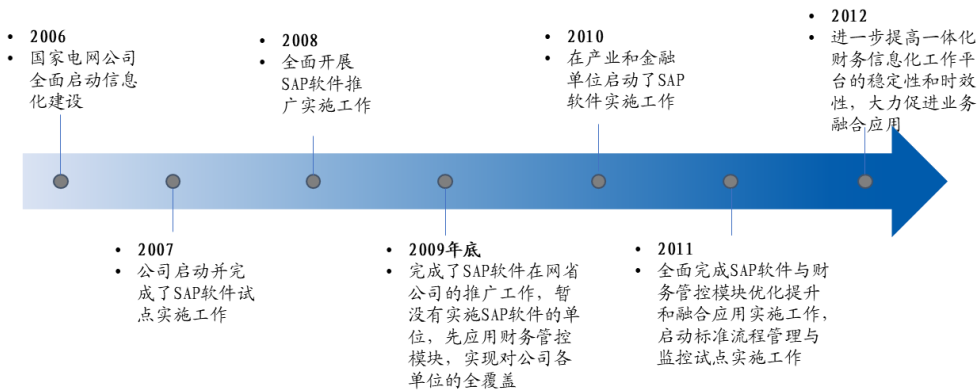 • 2006
• 国家电网公司
全面启动信息
化建设
• 2007
• 公司启动并完
成了SAP软件试
点实施工作
• 2008
• 全面开展
SAP软件推
广实施工作
• 2009年底
• 完成了SAP软件在网省
公司的推广工作，暂
没有实施SAP软件的单
位，先应用财务管控
模块，实现对公司各
单位的全覆盖
• 2010
• 在产业和金融
单位启动了SAP
软件实施工作
• 2011
• 全面完成SAP软件与财
务管控模块优化提升
和融合应用实施工作，
启动标准流程管理与
监控试点实施工作
• 2012
• 进一步提高一体化
财务信息化工作平
台的稳定性和时效
性，大力促进业务
融合应用